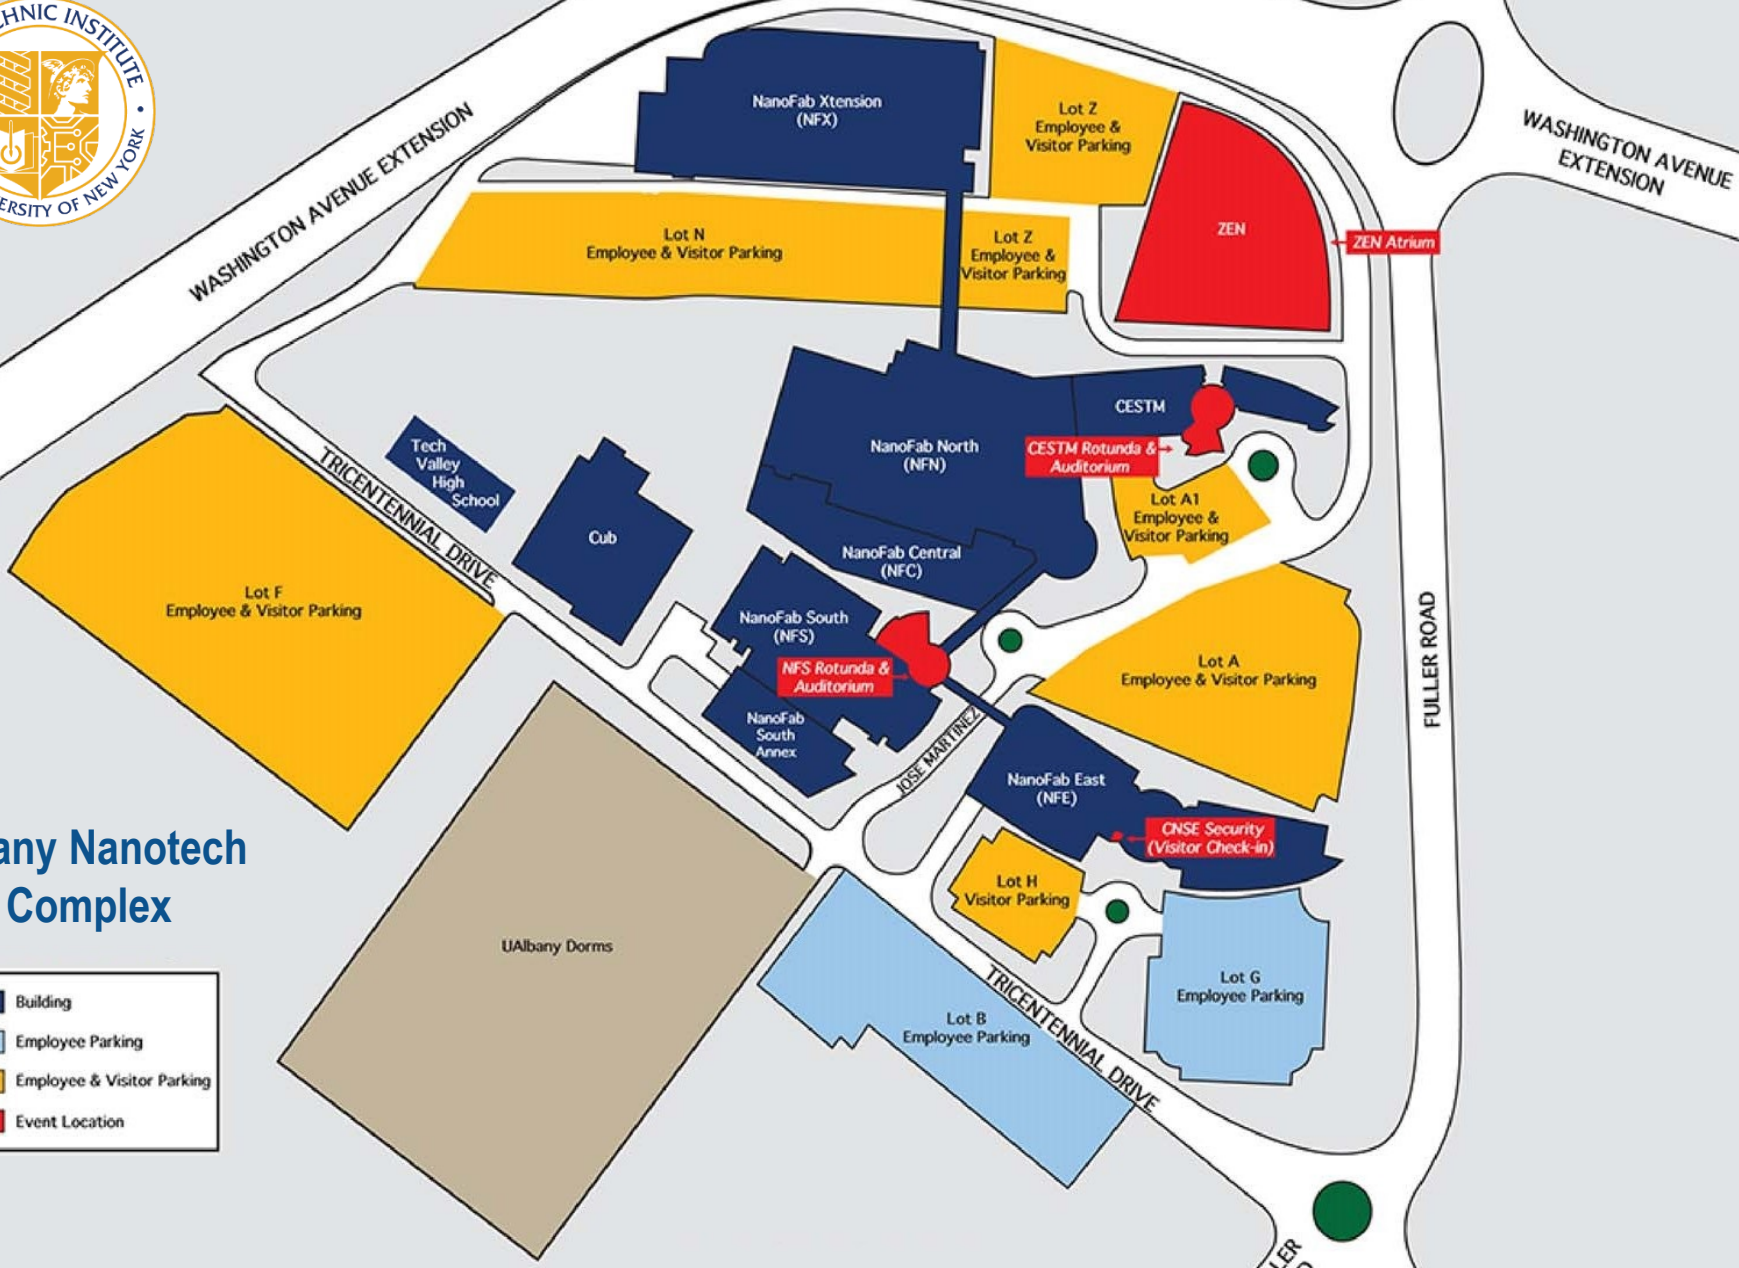 INSTITUTE
OF NEW YORK
WASHINGTON AVENUE EXTENSION
NanoFab Xtension
(NFX)
Lot Z
Employee &
Visitor Parking
WASHINGTON AVENUE
EXTENSION
Lot N
Employee & Visitor Parking
Lot Z
Employee &
Visitor Parking
ZEN
ZEN Atrium
CESTM
CESTM Rotunda &
Auditorium
NanoFab North
(NFN)
Tech
Valley
High
School
TRICENTENNIAL DRIVE
Cub
Lot A1
Employee &
Visitor Parking
NanoFab Central
(NFC)
Lot F
Employee & Visitor Parking
NanoFab South
(NFS)
NFS Rotunda &
Auditorium
Lot A
Employee & Visitor Parking
FULLER ROAD
NanoFab
South
Annex
JOSE MARTINEZ
NanoFab East
(NFE)
CNSE Security
(Visitor Check-in)
any Nanotech
Complex
Lot H
Visitor Parking
UAlbany Dorms
Lot G
Employee Parking
Lot B
Employee Parking
TRICENTENNIAL DRIVE
Building
Employee Parking
Employee & Visitor Parking
Event Location